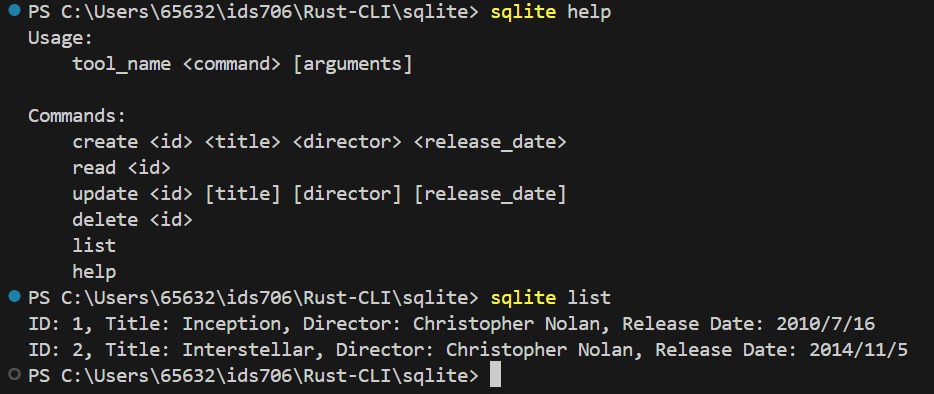 PS C:\Users\65632\ids706\Rust-CLI\sqlite> sqlite help
Usage:
    tool_name <command> [arguments]

Commands:
    create <id> <title> <director> <release_date>
    read <id>
    update <id> [title] [director] [release_date]
    delete <id>
    list
    help
PS C:\Users\65632\ids706\Rust-CLI\sqlite> sqlite list
ID: 1, Title: Inception, Director: Christopher Nolan, Release Date: 2010/7/16
ID: 2, Title: Interstellar, Director: Christopher Nolan, Release Date: 2014/11/5
PS C:\Users\65632\ids706\Rust-CLI\sqlite>